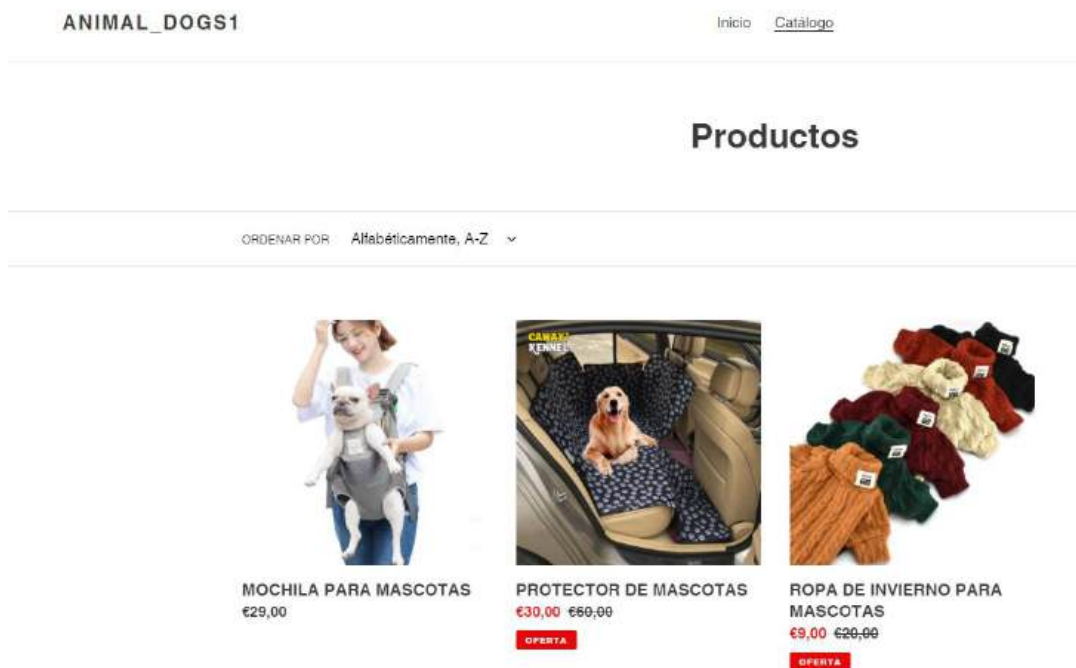 ANIMAL_DOGS1
Inicio Catálogo
Productos
ORDENAR POR Alfabéticamente, A-Z
KENNEL
MOCHILA PARA MASCOTAS
€29,00
PROTECTOR DE MASCOTAS
€30,00 €60,00
OFERTA
ROPA DE INVIERNO PARA
MASCOTAS
€9,00 €20,00
OFERTA